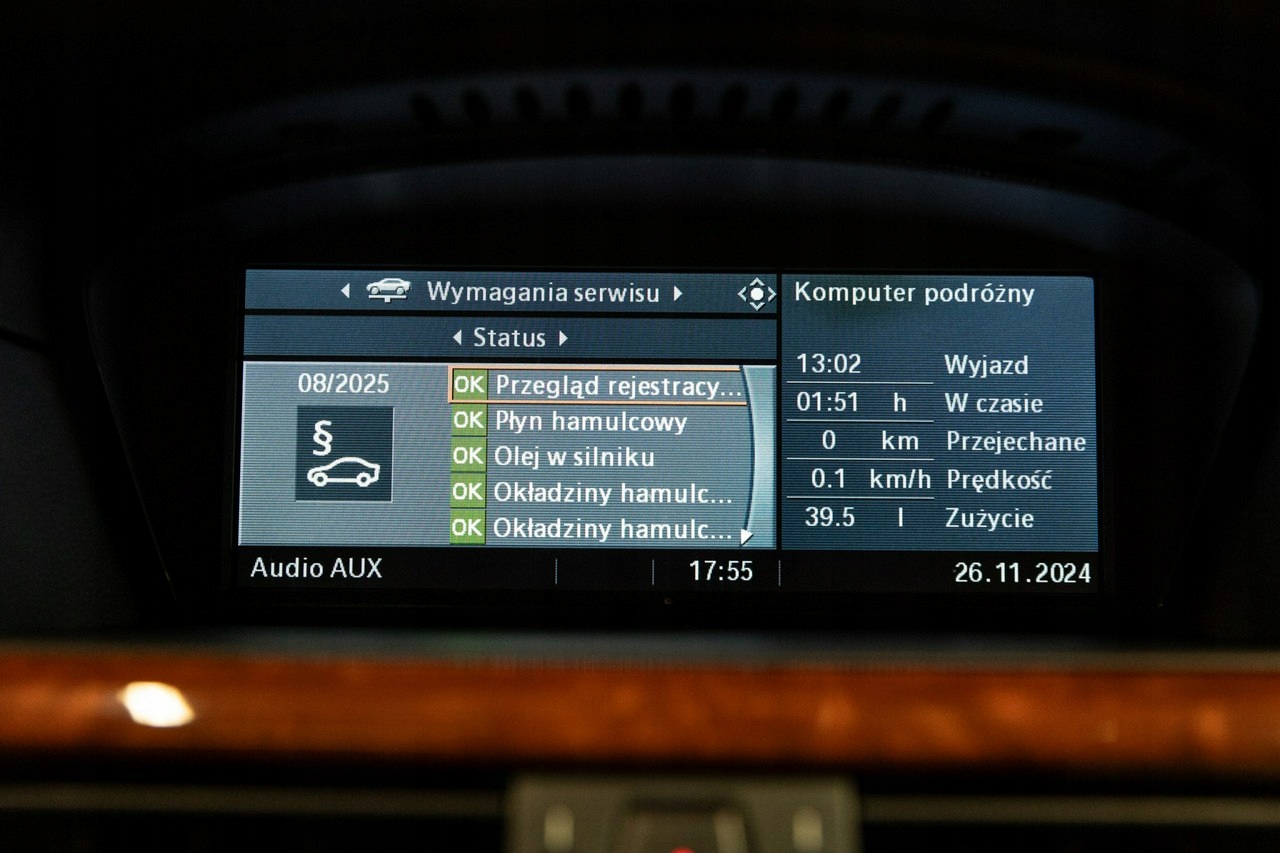 Wymagania serwisu
Status
08/2025
§
OK Przegląd rejestracy...
OK Płyn hamulcowy
OK Olej w silniku
OK Okładziny hamulc...
OK Okładziny hamulc...
Komputer podróżny
13:02 Wyjazd
01:51 h W czasie
0 km Przejechane
0.1 km/h Prędkość
39.5 l Zużycie
Audio AUX 17:55 26.11.2024